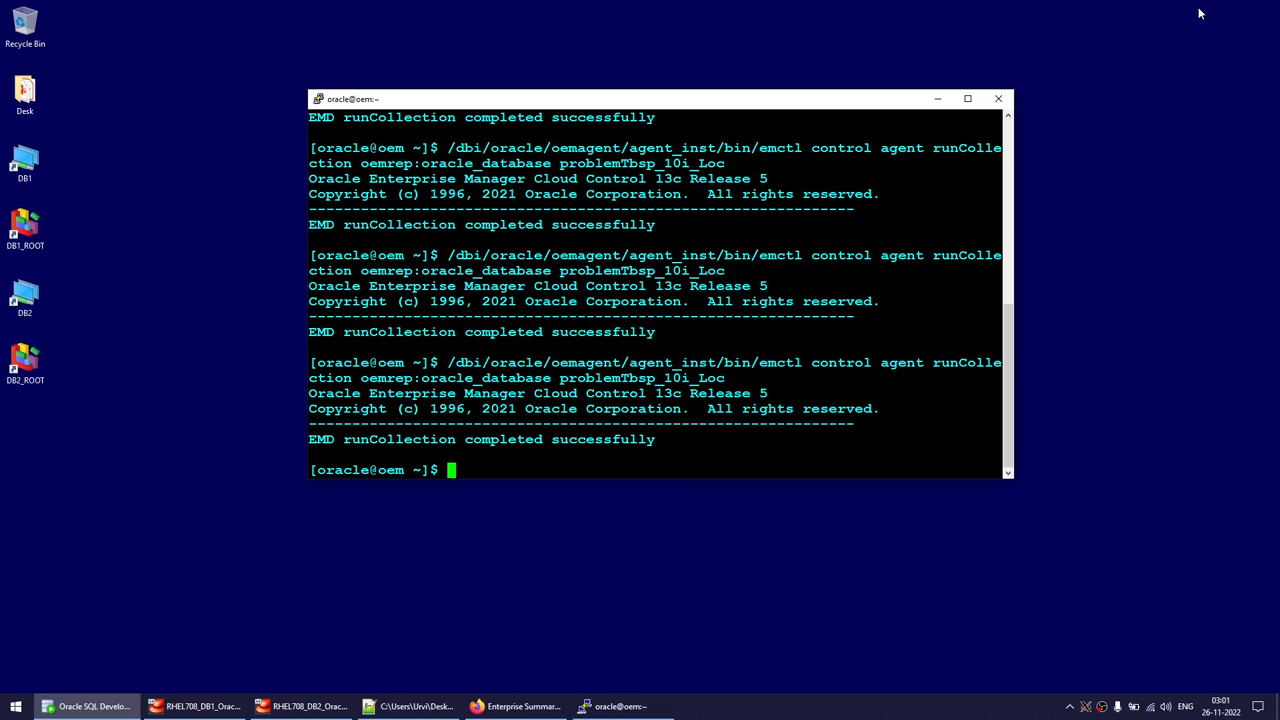 Recycle Bin
Desk
DB1
DB1_ROOT
DB2
DB2_ROOT
oracle@oem:~
EMD runCollection completed successfully
[oracle@oem ~]$ /dbi/oracle/oemagent/agent_inst/bin/emctl control agent runColle
ction oemrep:oracle_database problemTbsp_10i_Loc
Oracle Enterprise Manager Cloud Control 13c Release 5
Copyright (c) 1996, 2021 Oracle Corporation.  All rights reserved.
---------------------------------------------------------------
EMD runCollection completed successfully
[oracle@oem ~]$ /dbi/oracle/oemagent/agent_inst/bin/emctl control agent runColle
ction oemrep:oracle_database problemTbsp_10i_Loc
Oracle Enterprise Manager Cloud Control 13c Release 5
Copyright (c) 1996, 2021 Oracle Corporation.  All rights reserved.
---------------------------------------------------------------
EMD runCollection completed successfully
[oracle@oem ~]$ /dbi/oracle/oemagent/agent_inst/bin/emctl control agent runColle
ction oemrep:oracle_database problemTbsp_10i_Loc
Oracle Enterprise Manager Cloud Control 13c Release 5
Copyright (c) 1996, 2021 Oracle Corporation.  All rights reserved.
---------------------------------------------------------------
EMD runCollection completed successfully
[oracle@oem ~]$
Oracle SQL Develo...
RHEL708_DB1_Orac...
RHEL708_DB2_Orac...
C:\Users\Urvi\Desk...
Enterprise Summar...
oracle@oem:~
ENG
03:01
26-11-2022